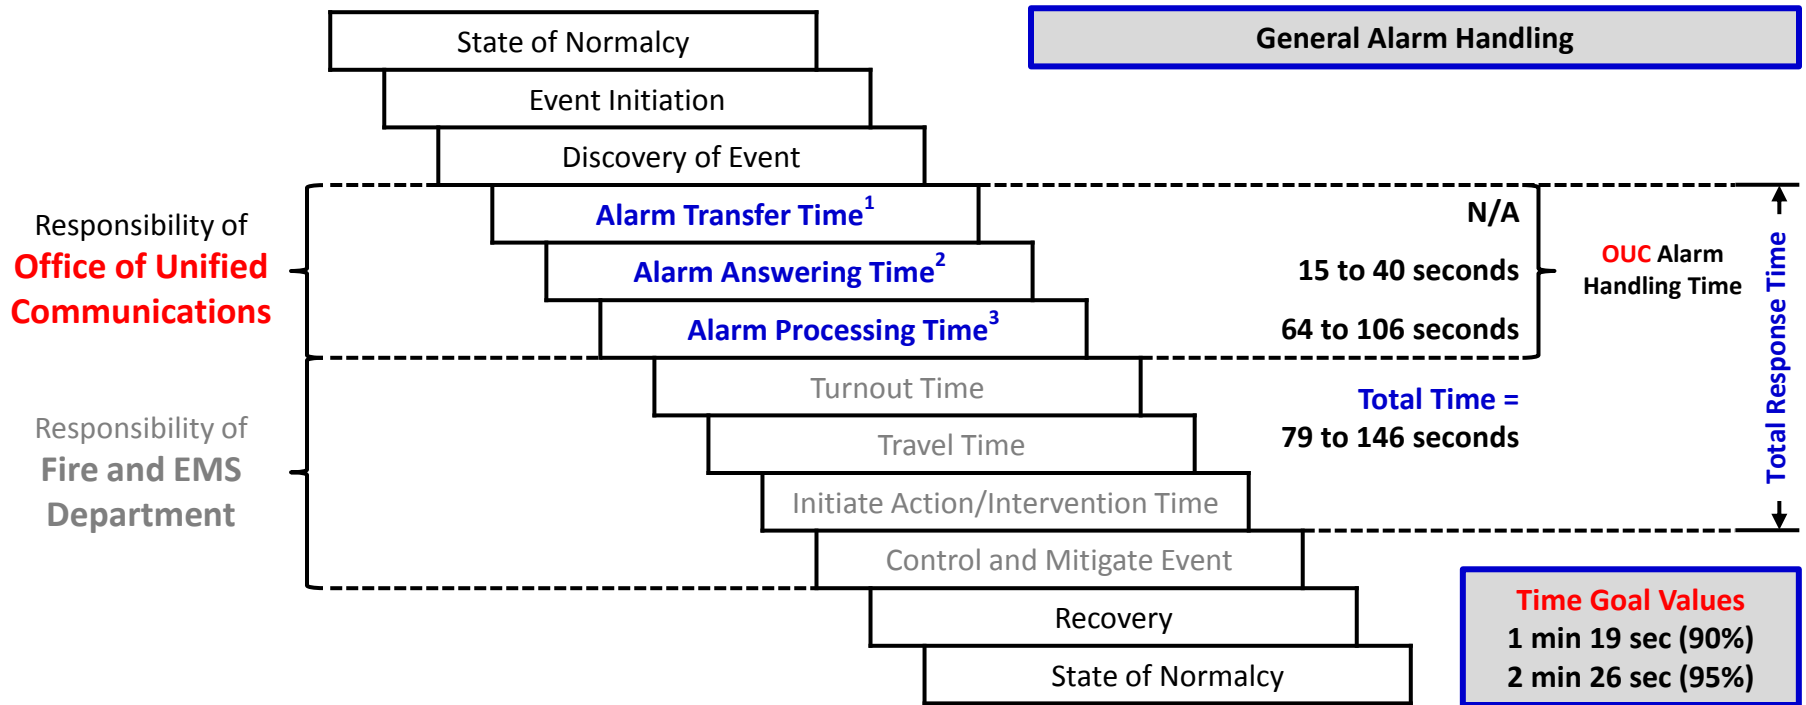 General Alarm Handling
State of Normalcy
Event Initiation
Discovery of Event
Alarm Transfer Time1
Alarm Answering Time2
Alarm Processing Time3
Turnout Time
Travel Time
Initiate Action/Intervention Time
Control and Mitigate Event
Recovery
State of Normalcy
Responsibility of
Office of Unified
Communications
Responsibility of
Fire and EMS
Department
N/A
15 to 40 seconds
64 to 106 seconds
Total Time =
79 to 146 seconds
OUC Alarm
Handling Time
Total Response Time
Time Goal Values
1 min 19 sec (90%)
2 min 26 sec (95%)